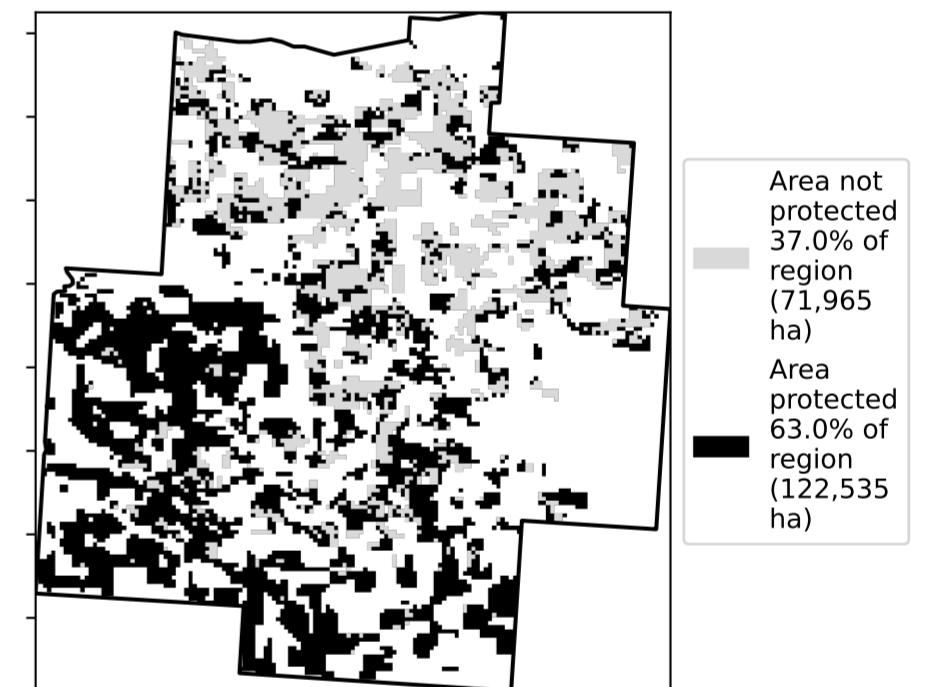 Area not
protected
37.0% of
region
(71,965
ha)
Area
protected
63.0% of
region
(122,535
ha)